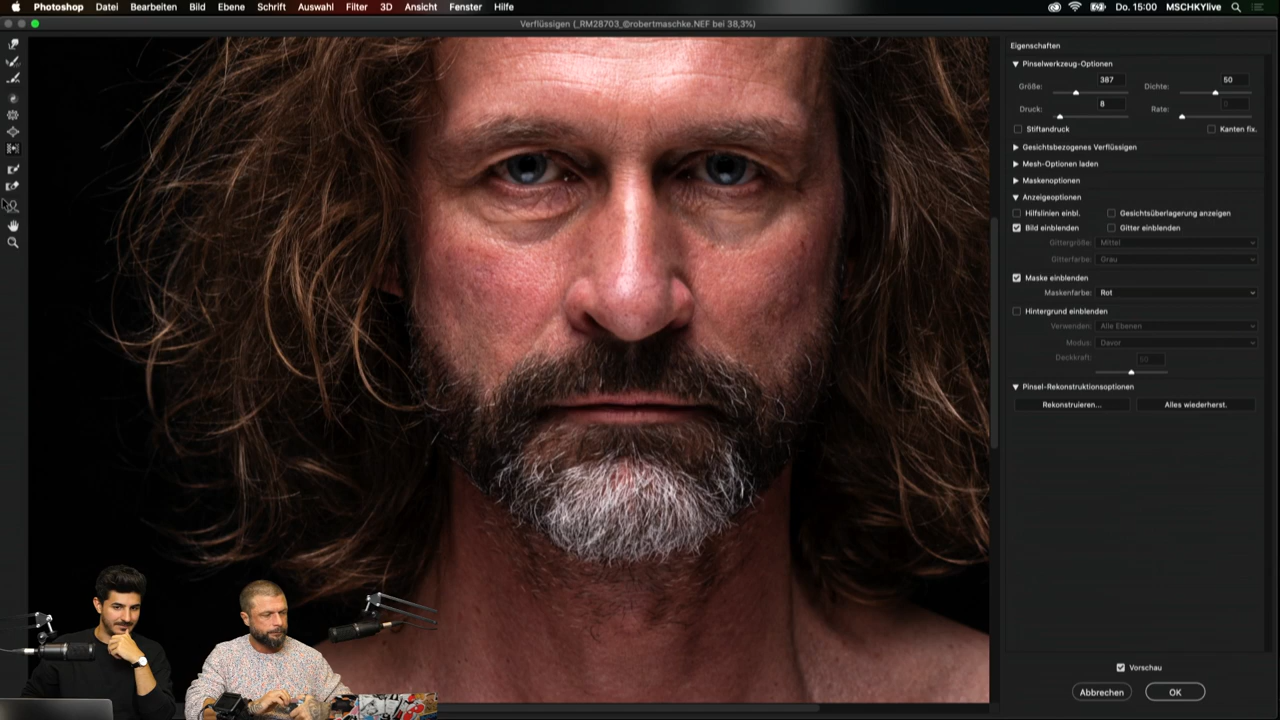 Photoshop Datei Bearbeiten Bild Ebene Schrift Auswahl Filter 3D Ansicht Fenster Hilfe Do. 15:00 MSCHKYlive
Verflüssigen (_RM28703_©robertmaschke.NEF bei 38,3%)
Eigenschaften
Pinselwerkzeug-Optionen
Größe: 387 Dichte: 50
Druck: 8 Rate:
Stiftandruck Kanten fix.
Gesichtsbezogenes Verflüssigen
Mesh-Optionen laden
Maskenoptionen
Anzeigeoptionen
Hilfslinien einbl. Gesichtsüberlagerung anzeigen
Bild einblenden Gitter einblenden
Gittergröße: Mittel
Gitterfarbe: Grau
Maske einblenden
Maskenfarbe: Rot
Hintergrund einblenden
Verwenden: Alle Ebenen
Modus: Davor
Deckkraft: 50
Pinsel-Rekonstruktionsoptionen
Rekonstruieren... Alles wiederherst.
Vorschau
Abbrechen OK